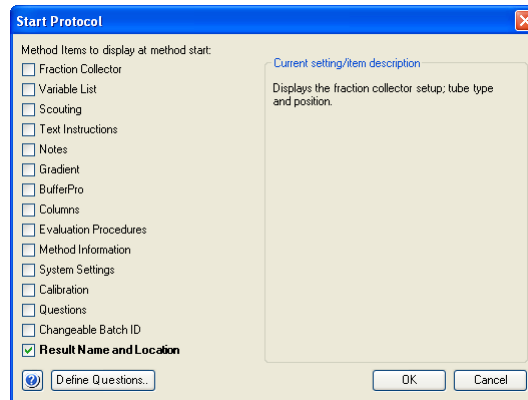 Start Protocol
Method Items to display at method start:
Fraction Collector
Variable List
Scouting
Text Instructions
Notes
Gradient
BufferPro
Columns
Evaluation Procedures
Method Information
System Settings
Calibration
Questions
Changeable Batch ID
Result Name and Location
Current setting/item description
Displays the fraction collector setup; tube type
and position.
Define Questions..
OK
Cancel